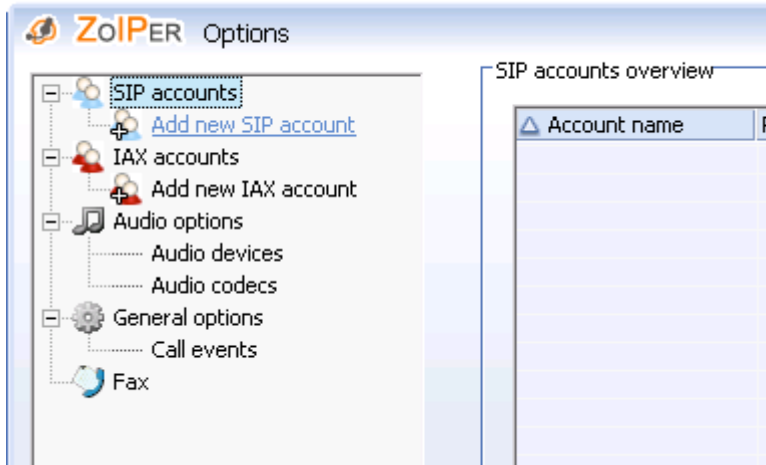 ZOIPER Options
SIP accounts
Add new SIP account
IAX accounts
Add new IAX account
Audio options
Audio devices
Audio codecs
General options
Call events
Fax
SIP accounts overview
Account name